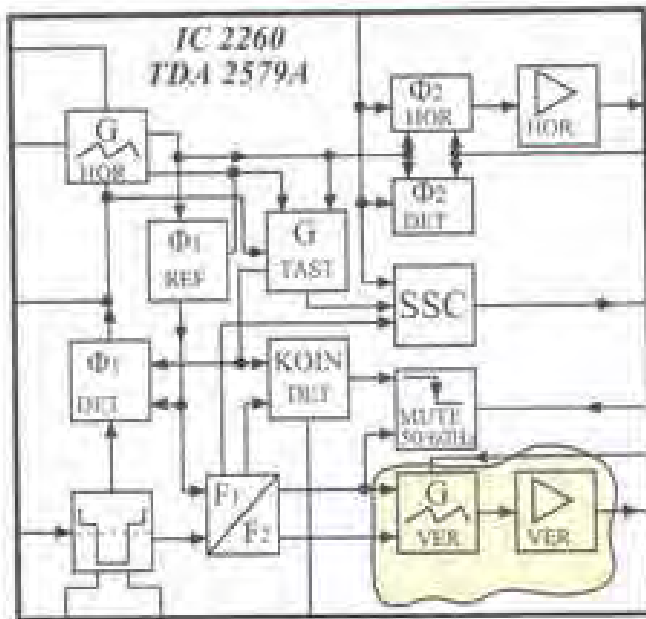 IC 2260
TDA 2579A
G
HOR
Φ2
HOR
HOR
Φ1
REF
G
TAST
Φ2
DET
SSC
Φ1
DET
KOIN
DET
MUTE
50/60Hz
F1
F2
G
VER
VER